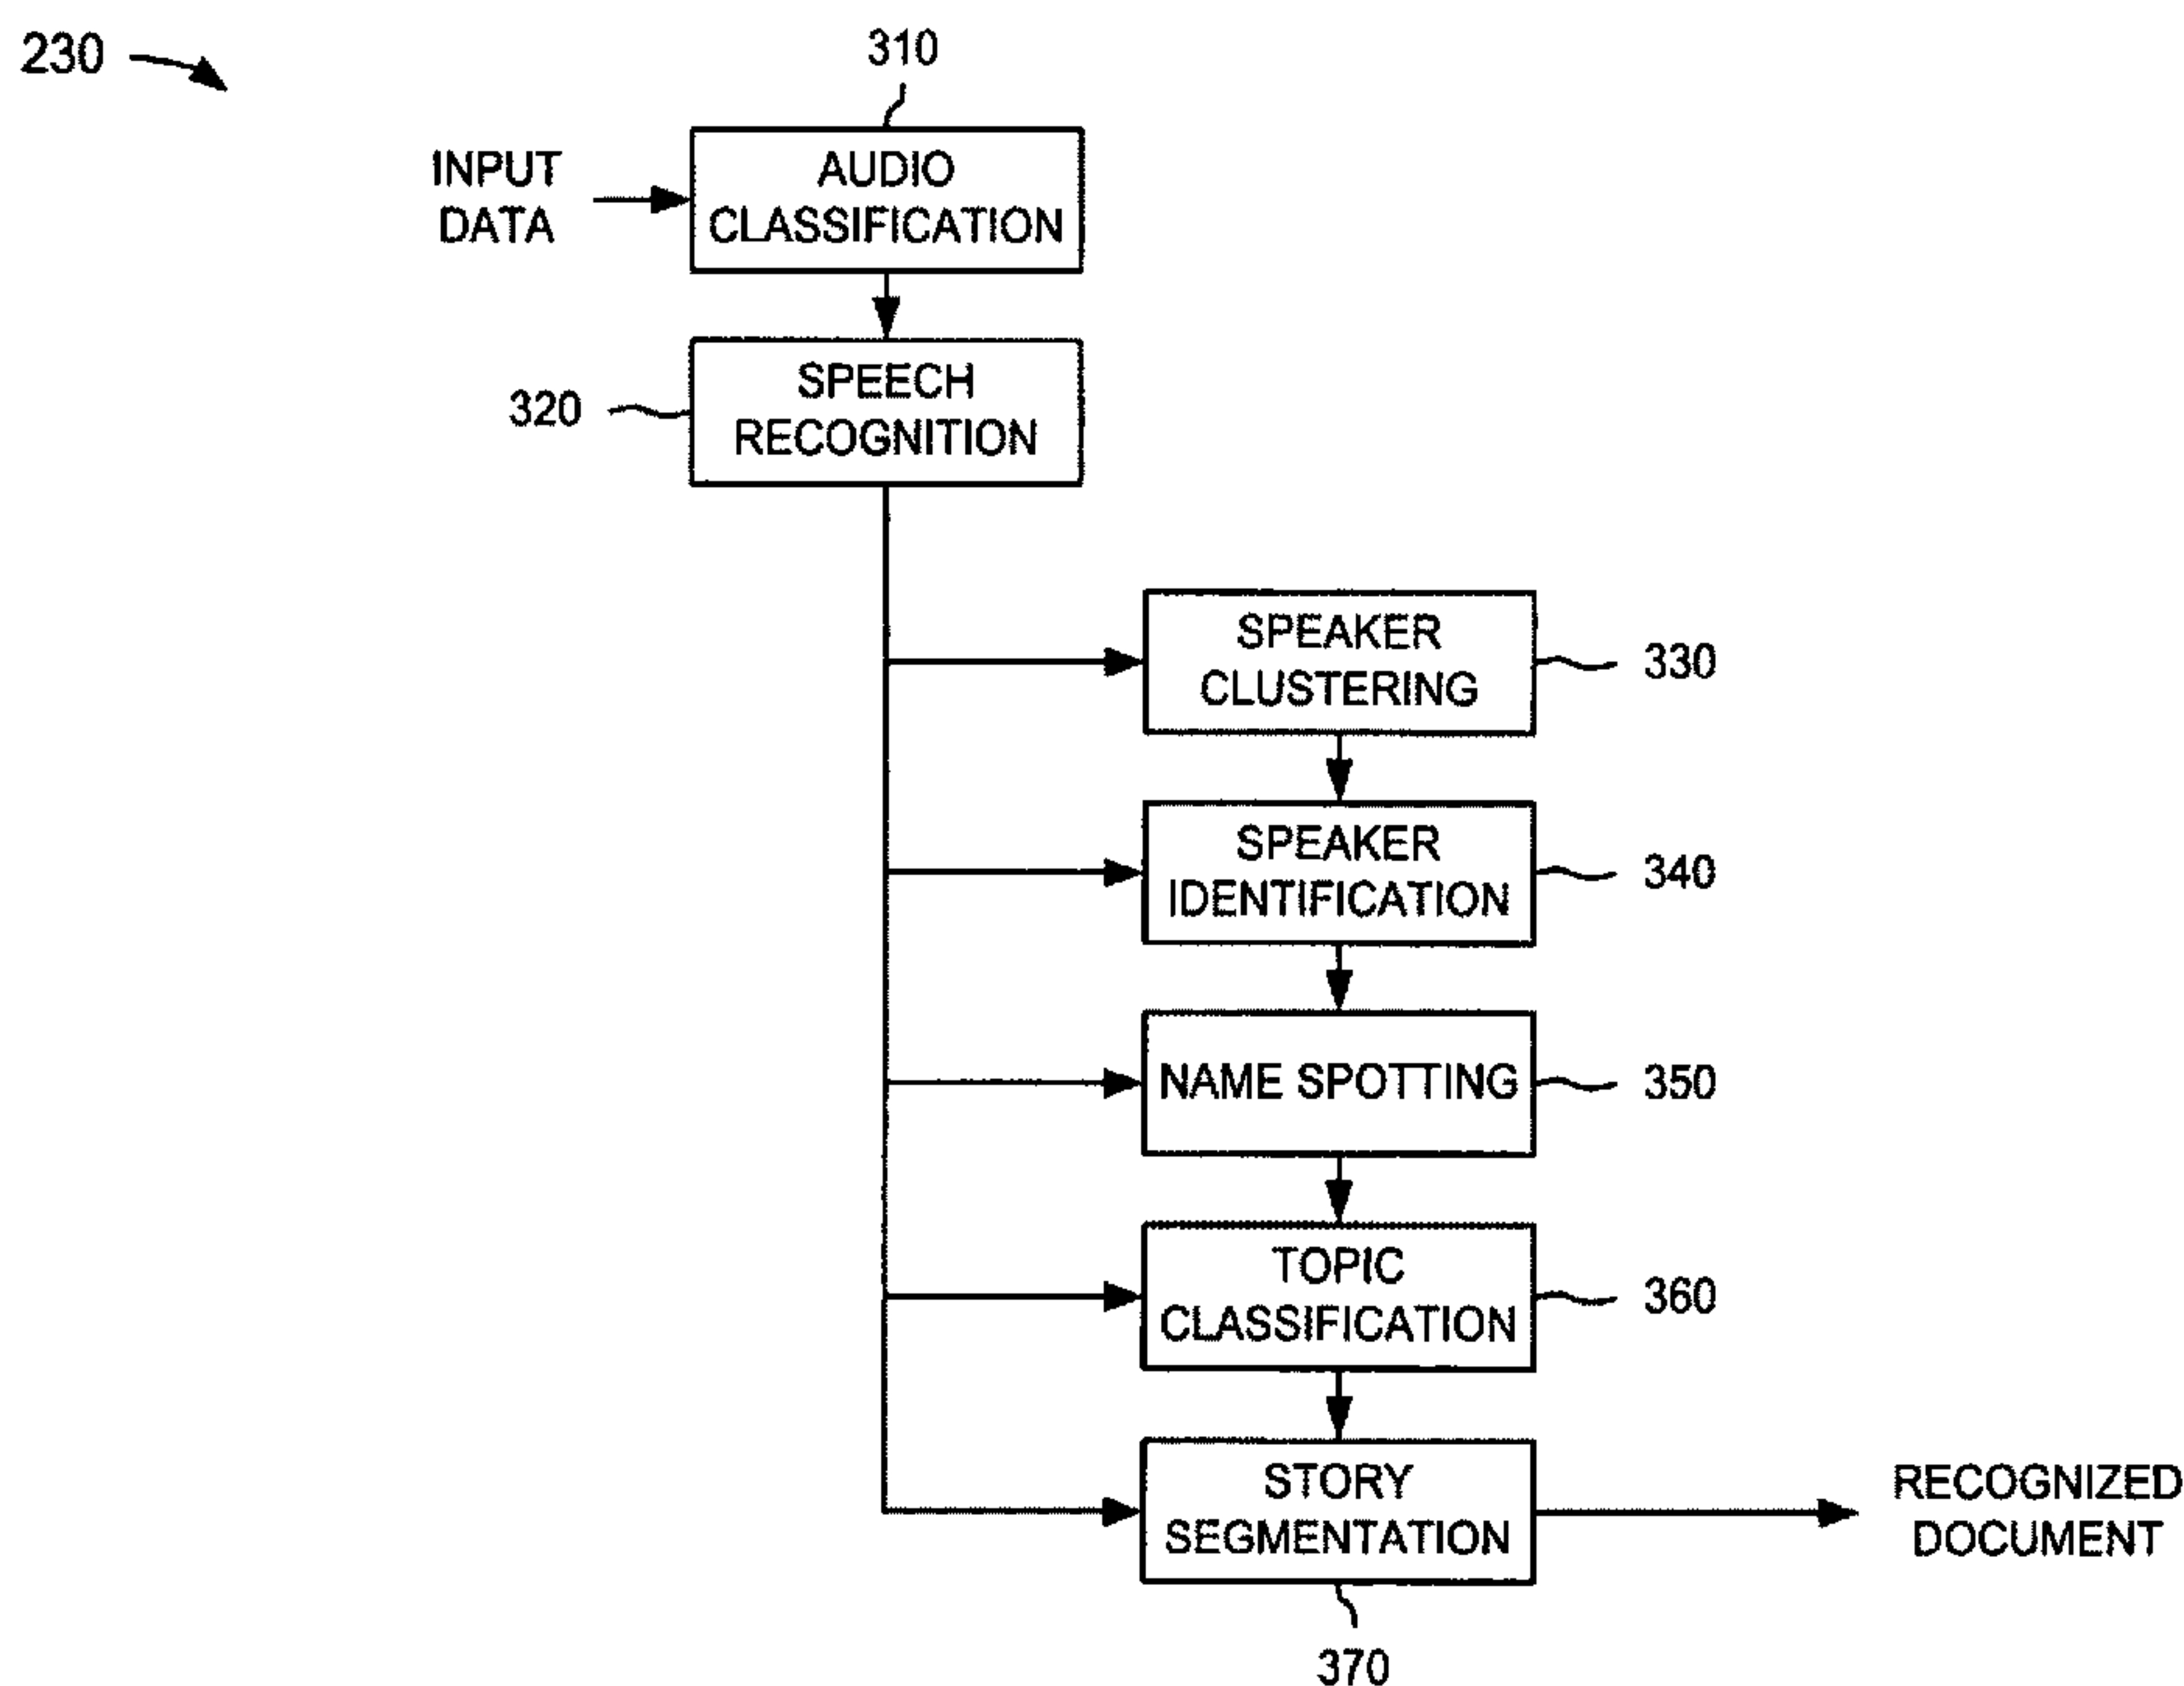 230
310
INPUT
DATA
AUDIO
CLASSIFICATION
320
SPEECH
RECOGNITION
SPEAKER
CLUSTERING
330
SPEAKER
IDENTIFICATION
340
NAME SPOTTING
350
TOPIC
CLASSIFICATION
360
STORY
SEGMENTATION
370
RECOGNIZED
DOCUMENT